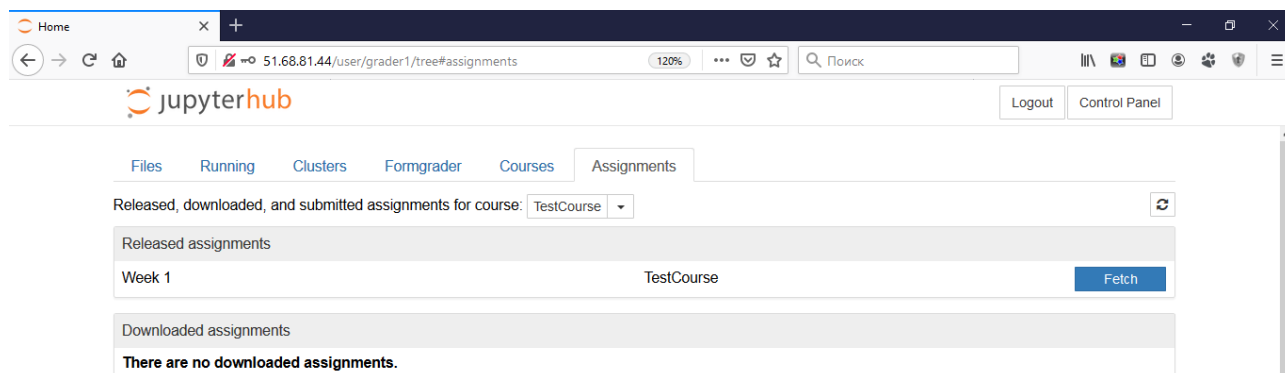 Home
51.68.81.44/user/grader1/tree#assignments 120% Поиск
jupyterhub Logout Control Panel
Files Running Clusters Formgrader Courses Assignments
Released, downloaded, and submitted assignments for course: TestCourse
Released assignments
Week 1 TestCourse Fetch
Downloaded assignments
There are no downloaded assignments.